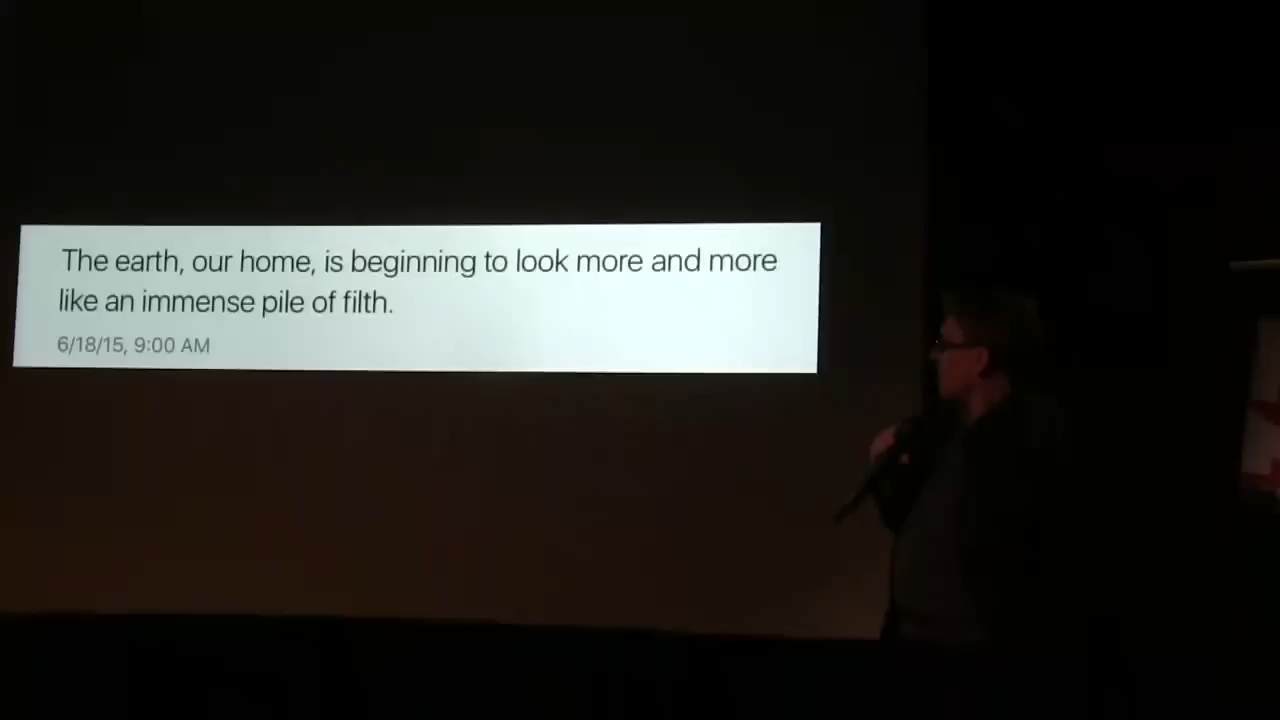 The earth, our home, is beginning to look more and more
like an immense pile of filth.
6/18/15, 9:00 AM